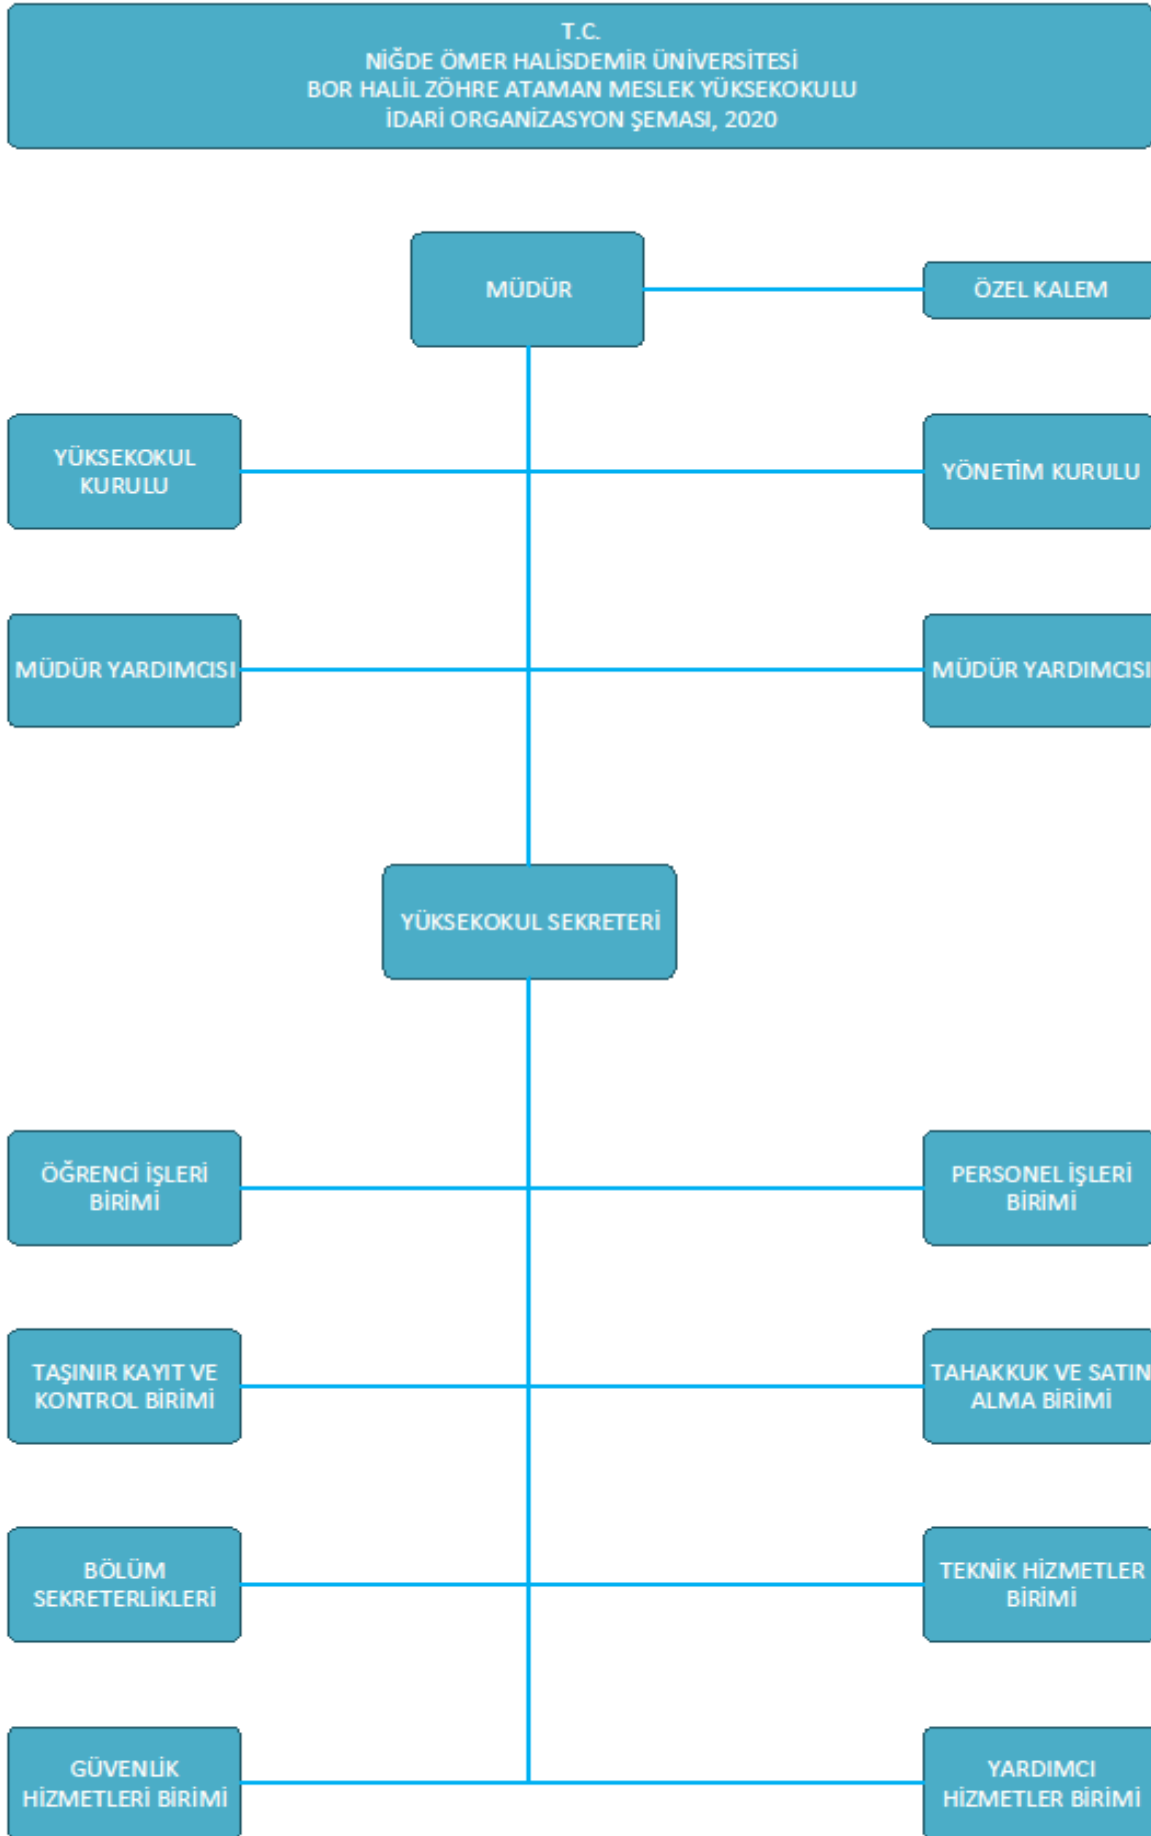 T.C.
NİĞDE ÖMER HALİSDEMİR ÜNİVERSİTESİ
BOR HALİL ZÖHRE ATAMAN MESLEK YÜKSEKOKULU
İDARİ ORGANİZASYON ŞEMASI, 2020
MÜDÜR
ÖZEL KALEM
YÜKSEKOKUL
KURULU
YÖNETİM KURULU
MÜDÜR YARDIMCISI
MÜDÜR YARDIMCISI
YÜKSEKOKUL SEKRETERİ
ÖĞRENCİ İŞLERİ
BİRİMİ
PERSONEL İŞLERİ
BİRİMİ
TAŞINIR KAYIT VE
KONTROL BİRİMİ
TAHAKKUK VE SATIN
ALMA BİRİMİ
BÖLÜM
SEKRETERLİKLERİ
TEKNİK HİZMETLER
BİRİMİ
GÜVENLİK
HİZMETLERİ BİRİMİ
YARDIMCI
HİZMETLER BİRİMİ